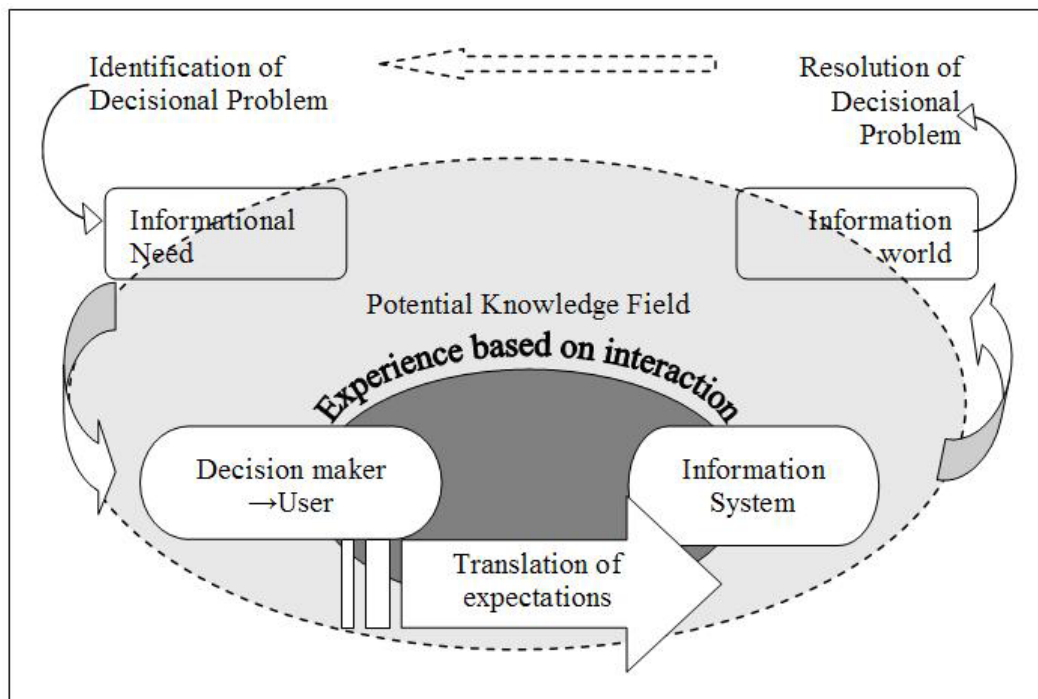 Identification of
Decisional Problem
Resolution of
Decisional
Problem
Informational
Need
Information
world
Potential Knowledge Field
Experience based on interaction
Decision maker
→User
Information
System
Translation of
expectations